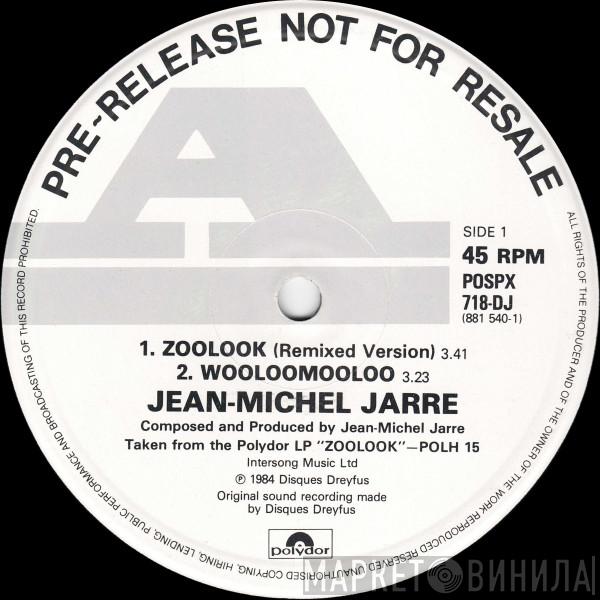 PRE-RELEASE NOT FOR RESALE
A
SIDE 1
45 RPM
POSPX
718-DJ
(881 540-1)
1. ZOOLOOK (Remixed Version) 3.41
2. WOOLOOMOOLOO 3.23
JEAN-MICHEL JARRE
Composed and Produced by Jean-Michel Jarre
Taken from the Polydor LP "ZOOLOOK"—POLH 15
Intersong Music Ltd
℗ 1984 Disques Dreyfus
Original sound recording made
by Disques Dreyfus
polydor
ALL RIGHTS OF THE PRODUCER AND OF THE OWNER OF THE WORK REPRODUCED RESERVED. UNAUTHORISED COPYING, HIRING, LENDING, PUBLIC PERFORMANCE AND BROADCASTING OF THIS RECORD PROHIBITED.
МАРКЕТ ВИНИЛА